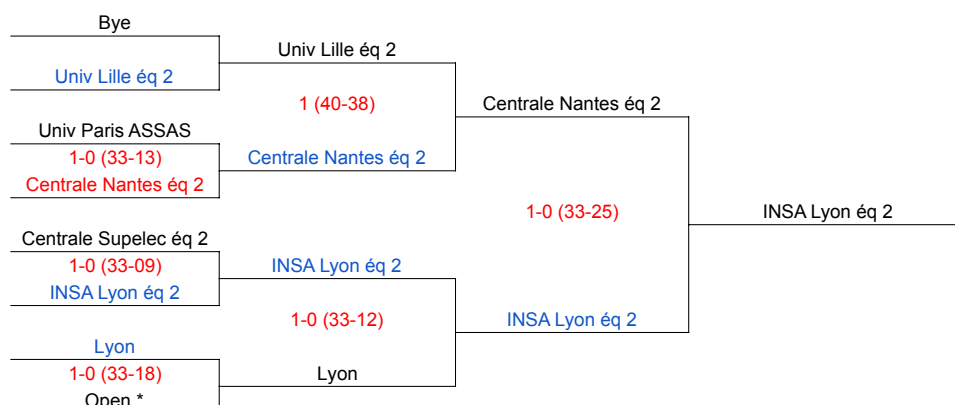 Bye
Univ Lille éq 2
Univ Lille éq 2
1 (40-38)
Centrale Nantes éq 2
Univ Paris ASSAS
1-0 (33-13)
Centrale Nantes éq 2
Centrale Nantes éq 2
1-0 (33-25)
INSA Lyon éq 2
Centrale Supelec éq 2
1-0 (33-09)
INSA Lyon éq 2
INSA Lyon éq 2
1-0 (33-12)
INSA Lyon éq 2
Lyon
1-0 (33-18)
Lyon
Open *